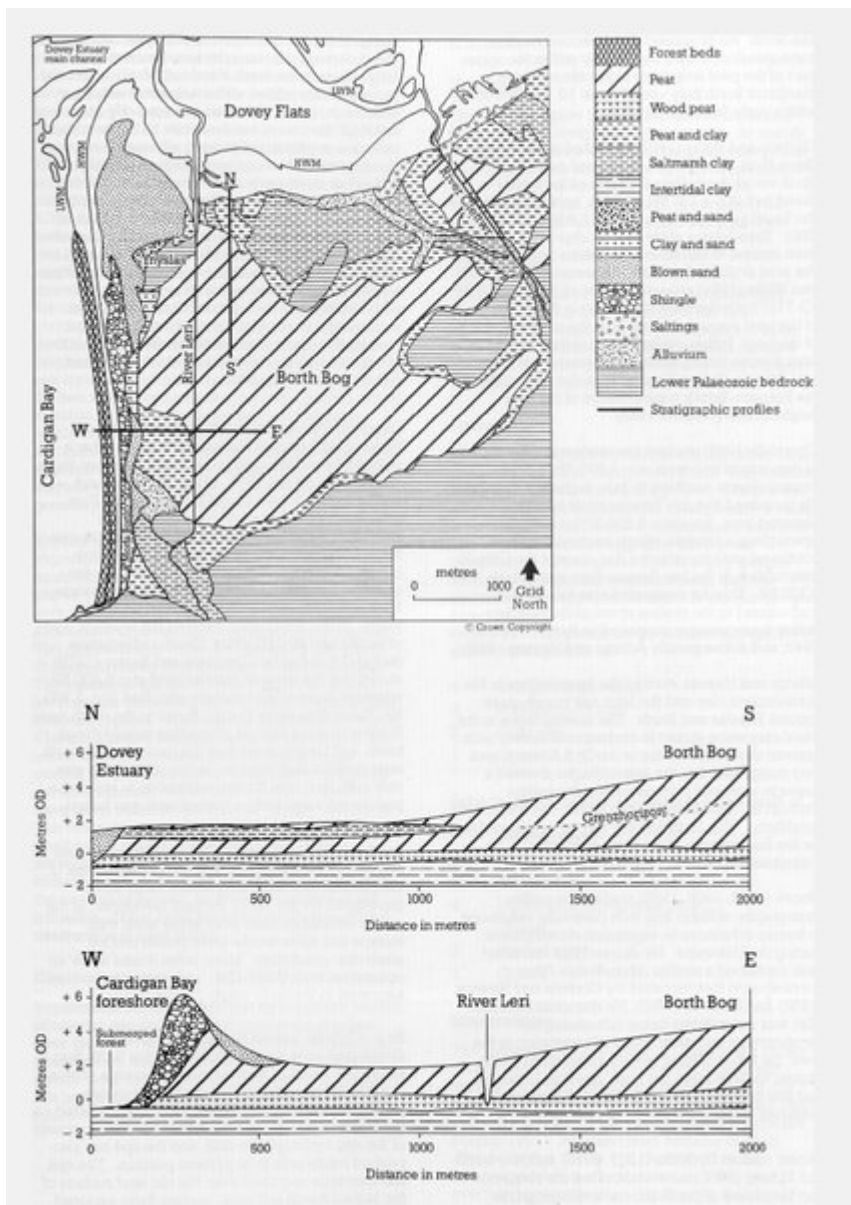 Dovey Estuary
main channel
LWM
Dovey Flats
HWM
HWM
LWM
N
River Clettwr
Ynyslas
River Leri
S
Borth Bog
W
E
Cardigan Bay
metres
0
1000
Grid
North
© Crown Copyright
Forest beds
Peat
Wood peat
Peat and clay
Saltmarsh clay
Intertidal clay
Peat and sand
Clay and sand
Blown sand
Shingle
Saltings
Alluvium
Lower Palaeozoic bedrock
Stratigraphic profiles
N
S
Dovey
Estuary
Borth Bog
Grenzhorizont
Metres OD
+ 6
+ 4
+ 2
0
– 2
0
500
1000
1500
2000
Distance in metres
W
E
Cardigan Bay
foreshore
Submerged
forest
River Leri
Borth Bog
Metres OD
+ 6
+ 4
+ 2
0
– 2
0
500
1000
1500
2000
Distance in metres